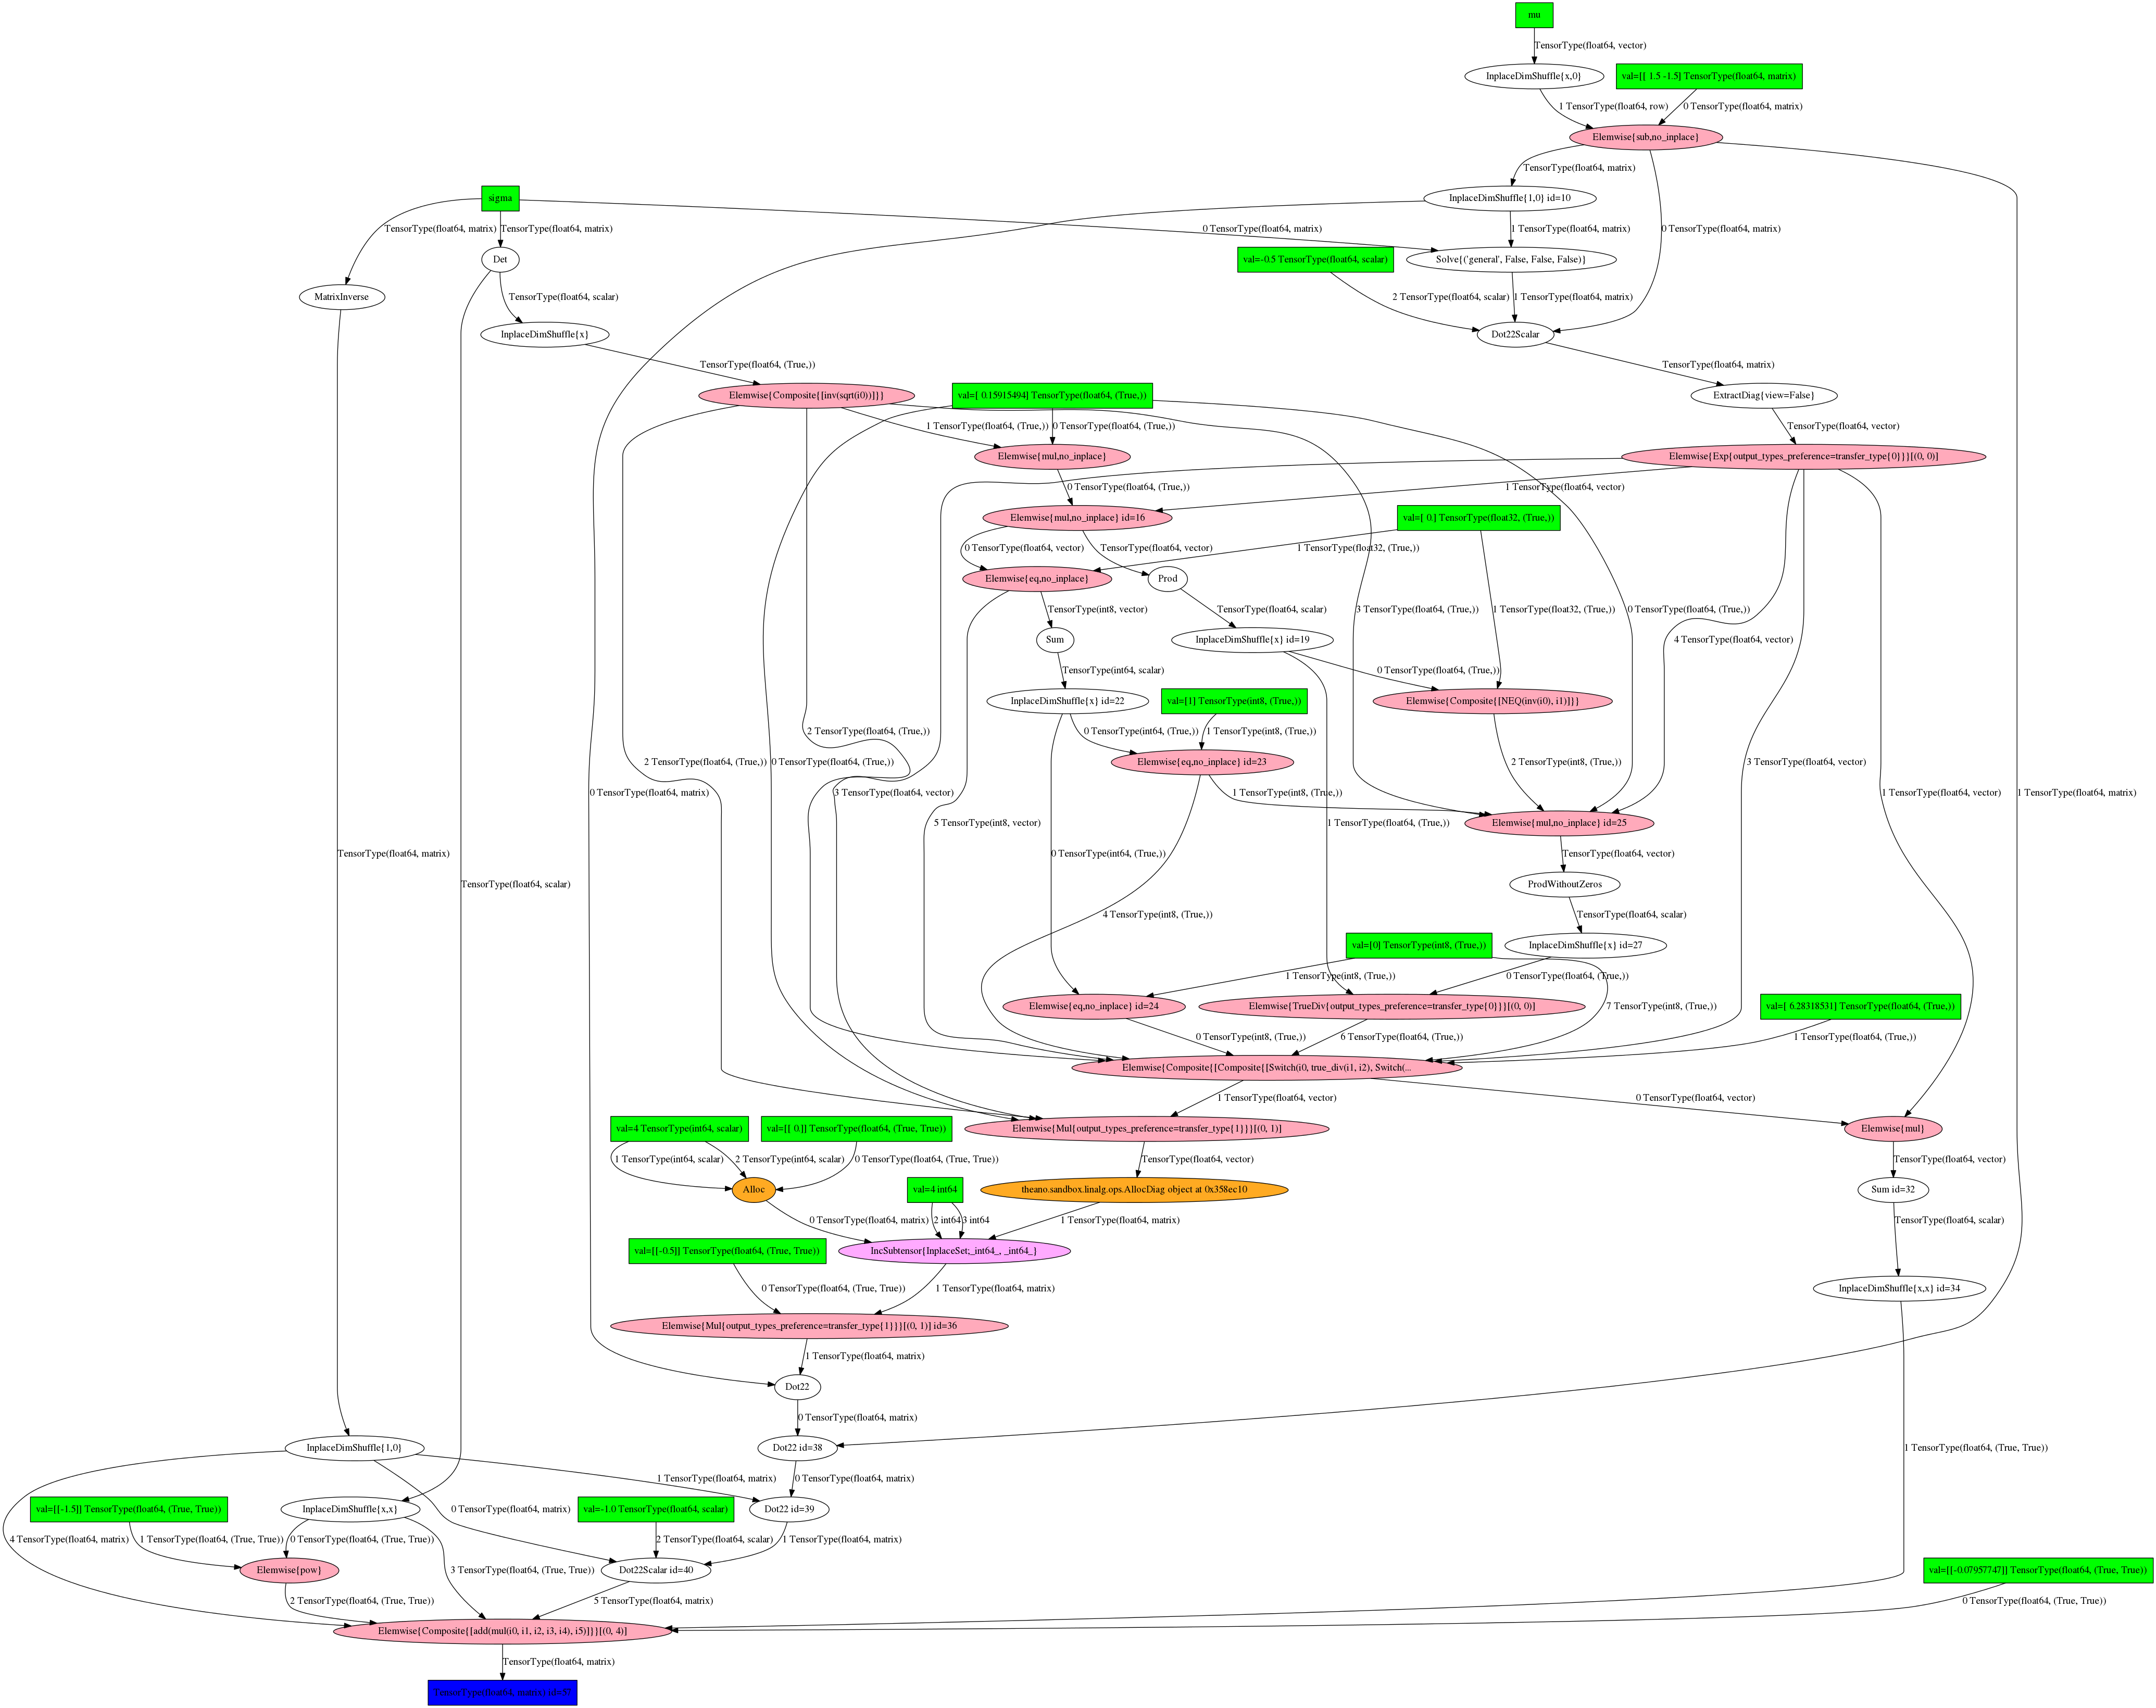 mu
TensorType(float64, vector)
InplaceDimShuffle{x,0}
val=[[ 1.5 -1.5] TensorType(float64, matrix)
1 TensorType(float64, row)
0 TensorType(float64, matrix)
Elemwise{sub,no_inplace}
TensorType(float64, matrix)
sigma
InplaceDimShuffle{1,0} id=10
TensorType(float64, matrix)
TensorType(float64, matrix)
0 TensorType(float64, matrix)
1 TensorType(float64, matrix)
0 TensorType(float64, matrix)
Det
val=-0.5 TensorType(float64, scalar)
Solve{('general', False, False, False)}
MatrixInverse
TensorType(float64, scalar)
2 TensorType(float64, scalar)
1 TensorType(float64, matrix)
InplaceDimShuffle{x}
Dot22Scalar
TensorType(float64, (True,))
TensorType(float64, matrix)
Elemwise{Composite{[inv(sqrt(i0))]}}
val=[ 0.15915494] TensorType(float64, (True,))
ExtractDiag{view=False}
1 TensorType(float64, (True,))
0 TensorType(float64, (True,))
TensorType(float64, vector)
Elemwise{mul,no_inplace}
Elemwise{Exp{output_types_preference=transfer_type{0}}}[(0, 0)]
0 TensorType(float64, (True,))
1 TensorType(float64, vector)
Elemwise{mul,no_inplace} id=16
val=[ 0.] TensorType(float32, (True,))
0 TensorType(float64, vector)
TensorType(float64, vector)
1 TensorType(float32, (True,))
Elemwise{eq,no_inplace}
Prod
TensorType(int8, vector)
TensorType(float64, scalar)
3 TensorType(float64, (True,))
1 TensorType(float32, (True,))
0 TensorType(float64, (True,))
Sum
InplaceDimShuffle{x} id=19
4 TensorType(float64, vector)
TensorType(int64, scalar)
0 TensorType(float64, (True,))
InplaceDimShuffle{x} id=22
val=[1] TensorType(int8, (True,))
Elemwise{Composite{[NEQ(inv(i0), i1)]}}
2 TensorType(float64, (True,))
0 TensorType(int64, (True,))
1 TensorType(int8, (True,))
2 TensorType(float64, (True,))
0 TensorType(float64, (True,))
Elemwise{eq,no_inplace} id=23
2 TensorType(int8, (True,))
3 TensorType(float64, vector)
0 TensorType(float64, matrix)
3 TensorType(float64, vector)
1 TensorType(int8, (True,))
1 TensorType(float64, vector)
1 TensorType(float64, matrix)
5 TensorType(int8, vector)
1 TensorType(float64, (True,))
Elemwise{mul,no_inplace} id=25
TensorType(float64, matrix)
0 TensorType(int64, (True,))
TensorType(float64, vector)
TensorType(float64, scalar)
ProdWithoutZeros
4 TensorType(int8, (True,))
TensorType(float64, scalar)
val=[0] TensorType(int8, (True,))
InplaceDimShuffle{x} id=27
1 TensorType(int8, (True,))
0 TensorType(float64, (True,))
Elemwise{eq,no_inplace} id=24
Elemwise{TrueDiv{output_types_preference=transfer_type{0}}}[(0, 0)]
7 TensorType(int8, (True,))
val=[ 6.28318531] TensorType(float64, (True,))
0 TensorType(int8, (True,))
6 TensorType(float64, (True,))
1 TensorType(float64, (True,))
Elemwise{Composite{[Composite{[Switch(i0, true_div(i1, i2), Switch(...
1 TensorType(float64, vector)
0 TensorType(float64, vector)
val=4 TensorType(int64, scalar)
val=[[ 0.]] TensorType(float64, (True, True))
Elemwise{Mul{output_types_preference=transfer_type{1}}}[(0, 1)]
Elemwise{mul}
1 TensorType(int64, scalar)
2 TensorType(int64, scalar)
0 TensorType(float64, (True, True))
TensorType(float64, vector)
TensorType(float64, vector)
Alloc
val=4 int64
theano.sandbox.linalg.ops.AllocDiag object at 0x358ec10
Sum id=32
0 TensorType(float64, matrix)
2 int64
3 int64
1 TensorType(float64, matrix)
TensorType(float64, scalar)
val=[[-0.5]] TensorType(float64, (True, True))
IncSubtensor{InplaceSet;_int64_, _int64_}
0 TensorType(float64, (True, True))
1 TensorType(float64, matrix)
InplaceDimShuffle{x,x} id=34
Elemwise{Mul{output_types_preference=transfer_type{1}}}[(0, 1)] id=36
1 TensorType(float64, matrix)
Dot22
0 TensorType(float64, matrix)
InplaceDimShuffle{1,0}
Dot22 id=38
1 TensorType(float64, (True, True))
1 TensorType(float64, matrix)
0 TensorType(float64, matrix)
val=[[-1.5]] TensorType(float64, (True, True))
InplaceDimShuffle{x,x}
0 TensorType(float64, matrix)
val=-1.0 TensorType(float64, scalar)
Dot22 id=39
4 TensorType(float64, matrix)
1 TensorType(float64, (True, True))
0 TensorType(float64, (True, True))
2 TensorType(float64, scalar)
1 TensorType(float64, matrix)
Elemwise{pow}
3 TensorType(float64, (True, True))
Dot22Scalar id=40
val=[[-0.07957747]] TensorType(float64, (True, True))
2 TensorType(float64, (True, True))
5 TensorType(float64, matrix)
0 TensorType(float64, (True, True))
Elemwise{Composite{[add(mul(i0, i1, i2, i3, i4), i5)]}}[(0, 4)]
TensorType(float64, matrix)
TensorType(float64, matrix) id=57